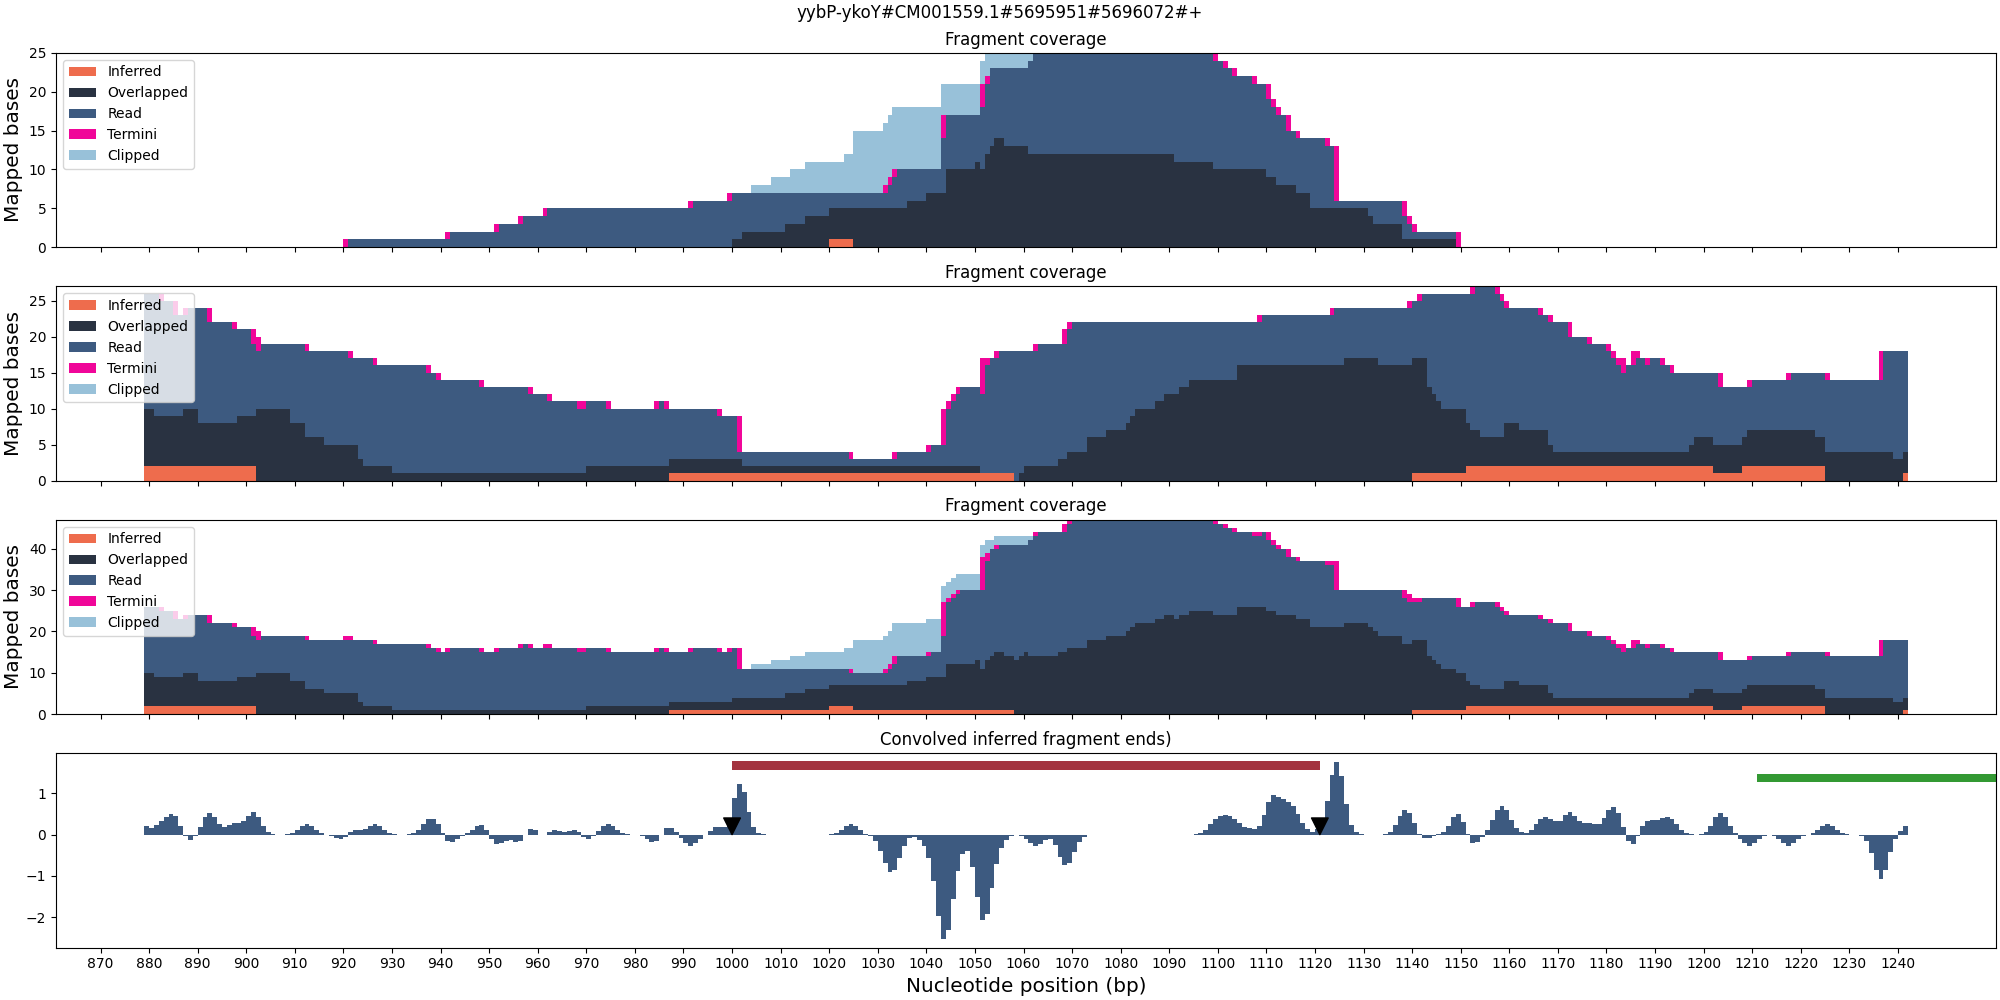 yybP-ykoY#CM001559.1#5695951#5696072#+
Fragment coverage
25
20
15
10
5
0
Mapped bases
Inferred
Overlapped
Read
Termini
Clipped
Fragment coverage
25
20
15
10
5
0
Mapped bases
Inferred
Overlapped
Read
Termini
Clipped
Fragment coverage
40
30
20
10
0
Mapped bases
Inferred
Overlapped
Read
Termini
Clipped
Convolved inferred fragment ends)
1
0
−1
−2
870 880 890 900 910 920 930 940 950 960 970 980 990 1000 1010 1020 1030 1040 1050 1060 1070 1080 1090 1100 1110 1120 1130 1140 1150 1160 1170 1180 1190 1200 1210 1220 1230 1240
Nucleotide position (bp)